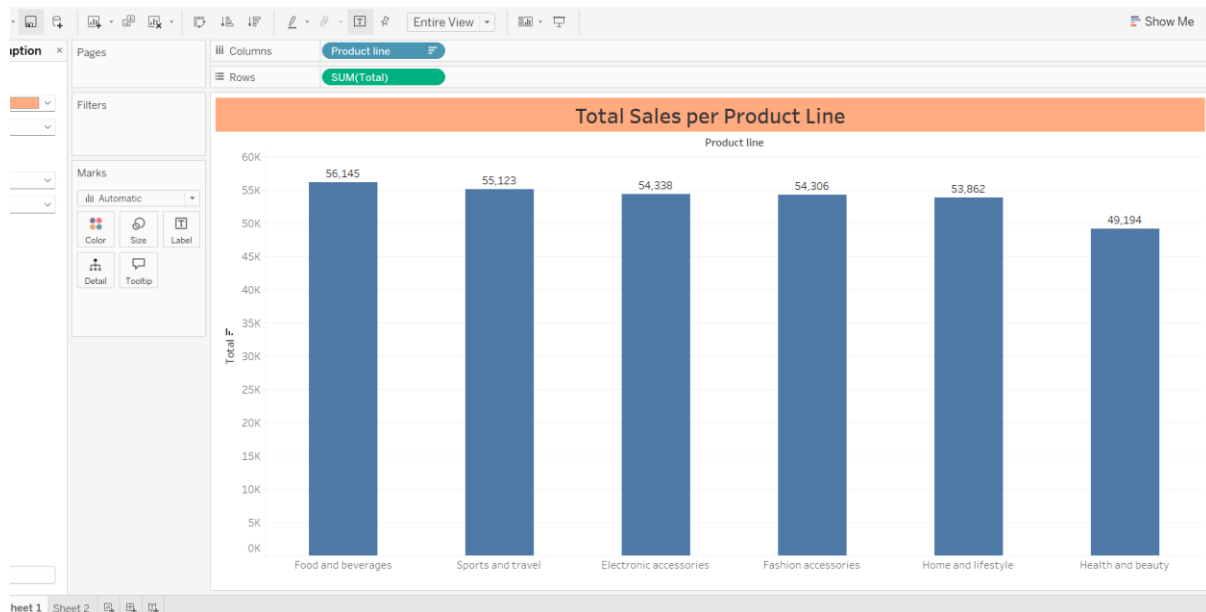 Entire View
Show Me
Pages
Columns
Product line
Rows
SUM(Total)
Filters
Marks
Automatic
Color
Size
Label
Detail
Tooltip
Total Sales per Product Line
Product line
60K
55K
50K
45K
40K
35K
30K
25K
20K
15K
10K
5K
0K
Total
56,145
55,123
54,338
54,306
53,862
49,194
Food and beverages
Sports and travel
Electronic accessories
Fashion accessories
Home and lifestyle
Health and beauty
heet 1
Sheet 2